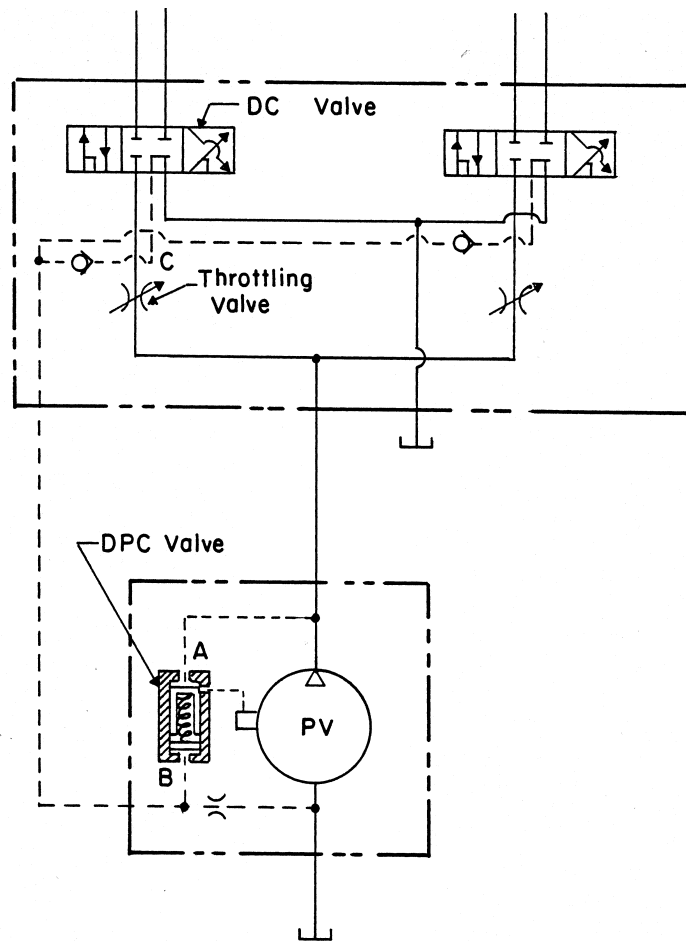 DC Valve
C
Throttling
Valve
DPC Valve
A
PV
B